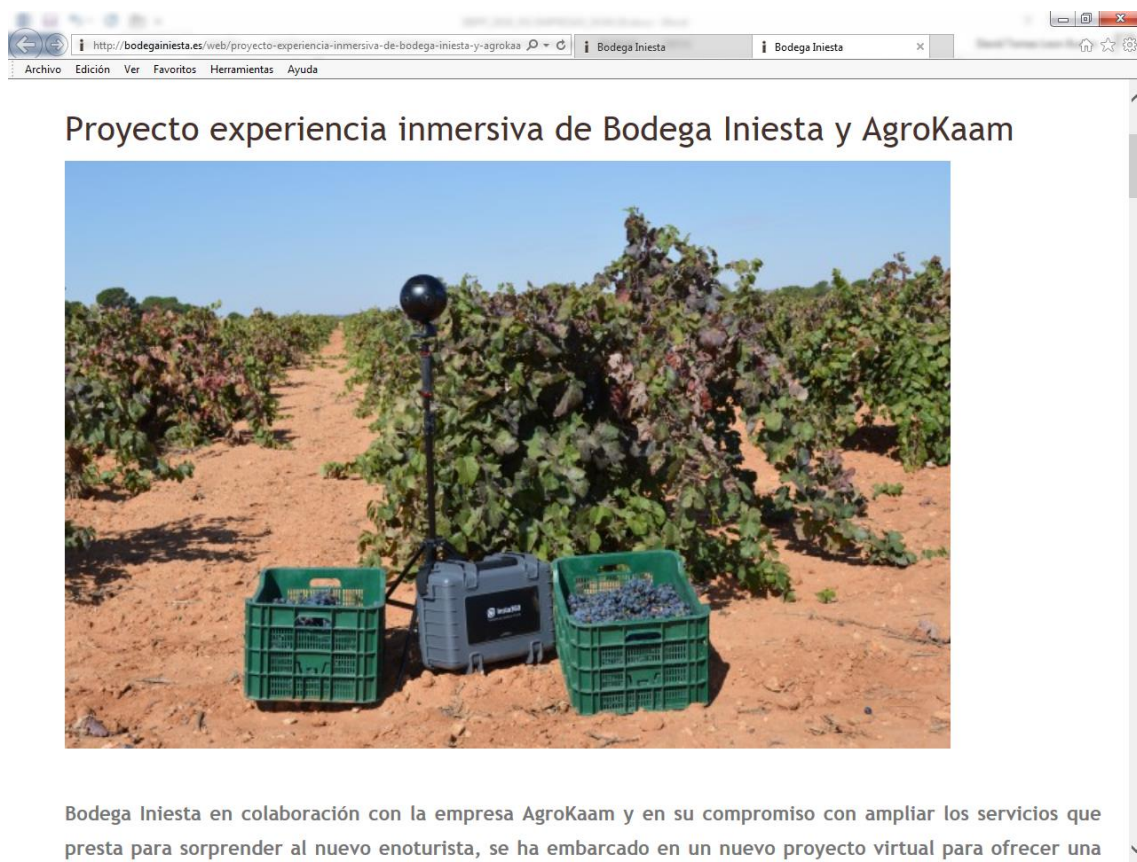 http://bodegainiesta.es/web/proyecto-experiencia-inmersiva-de-bodega-iniesta-y-agrokaa
Bodega Iniesta
Bodega Iniesta
Archivo Edición Ver Favoritos Herramientas Ayuda
Proyecto experiencia inmersiva de Bodega Iniesta y AgroKaam
Insta360
Bodega Iniesta en colaboración con la empresa AgroKaam y en su compromiso con ampliar los servicios que
presta para sorprender al nuevo enoturista, se ha embarcado en un nuevo proyecto virtual para ofrecer una